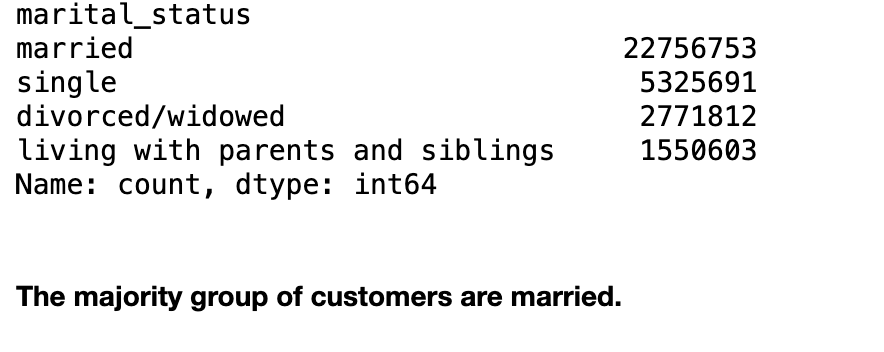 marital_status
married                             22756753
single                               5325691
divorced/widowed                     2771812
living with parents and siblings     1550603
Name: count, dtype: int64
The majority group of customers are married.